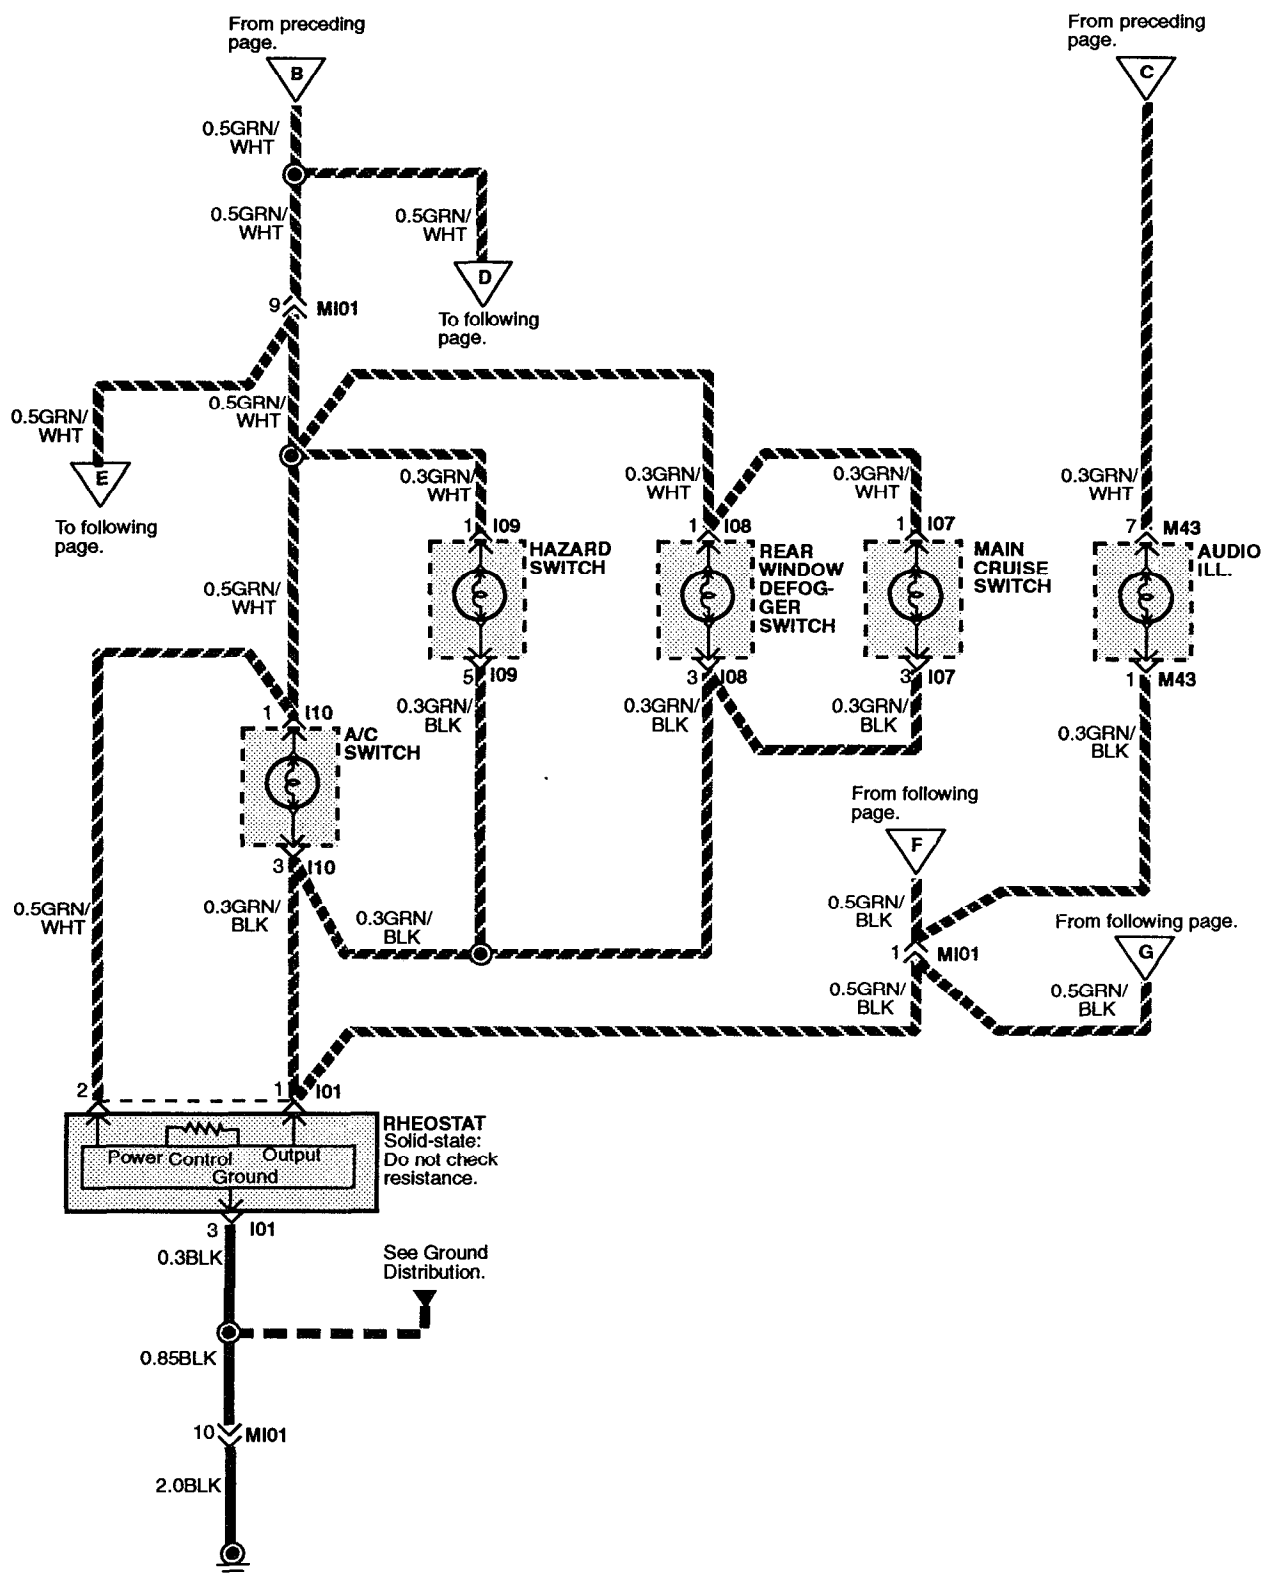 From preceding
page.
B
From preceding
page.
C
0.5GRN/
WHT
0.5GRN/
WHT
0.5GRN/
WHT
D
To following
page.
9
MI01
0.5GRN/
WHT
0.5GRN/
WHT
E
To following
page.
0.3GRN/
WHT
0.3GRN/
WHT
0.3GRN/
WHT
0.3GRN/
WHT
1
I09
1
I08
1
I07
7
M43
HAZARD
SWITCH
REAR
WINDOW
DEFOG-
GER
SWITCH
MAIN
CRUISE
SWITCH
AUDIO
ILL.
0.5GRN/
WHT
5
I09
3
I08
3
I07
1
M43
0.3GRN/
BLK
0.3GRN/
BLK
0.3GRN/
BLK
0.3GRN/
BLK
1
I10
A/C
SWITCH
From following
page.
F
3
I10
0.5GRN/
WHT
0.3GRN/
BLK
0.3GRN/
BLK
0.5GRN/
BLK
From following page.
G
1
MI01
0.5GRN/
BLK
0.5GRN/
BLK
2
1
I01
RHEOSTAT
Solid-state:
Do not check
resistance.
Power Control
Output
Ground
3
I01
0.3BLK
See Ground
Distribution.
0.85BLK
10
MI01
2.0BLK